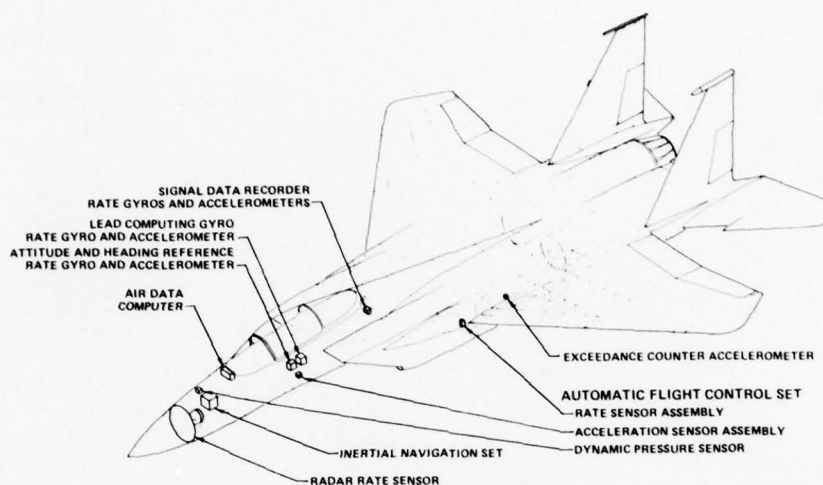 SIGNAL DATA RECORDER
RATE GYROS AND ACCELEROMETERS
LEAD COMPUTING GYRO
RATE GYRO AND ACCELEROMETER
ATTITUDE AND HEADING REFERENCE
RATE GYRO AND ACCELEROMETER
AIR DATA
COMPUTER
EXCEEDANCE COUNTER ACCELEROMETER
AUTOMATIC FLIGHT CONTROL SET
RATE SENSOR ASSEMBLY
ACCELERATION SENSOR ASSEMBLY
DYNAMIC PRESSURE SENSOR
INERTIAL NAVIGATION SET
RADAR RATE SENSOR